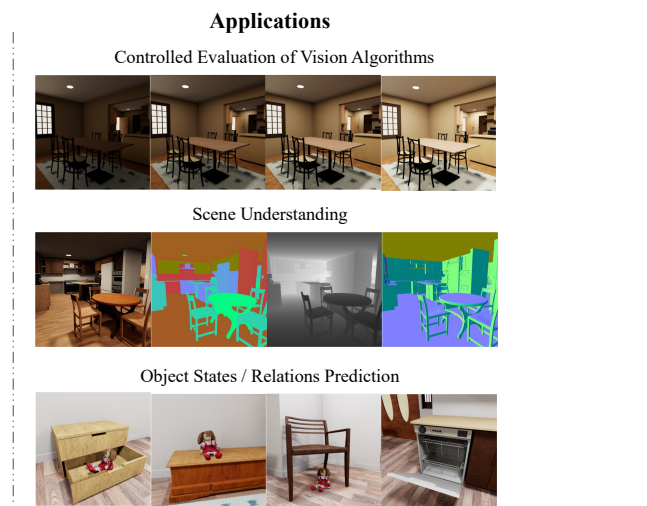 Applications
Controlled Evaluation of Vision Algorithms
Scene Understanding
Object States / Relations Prediction